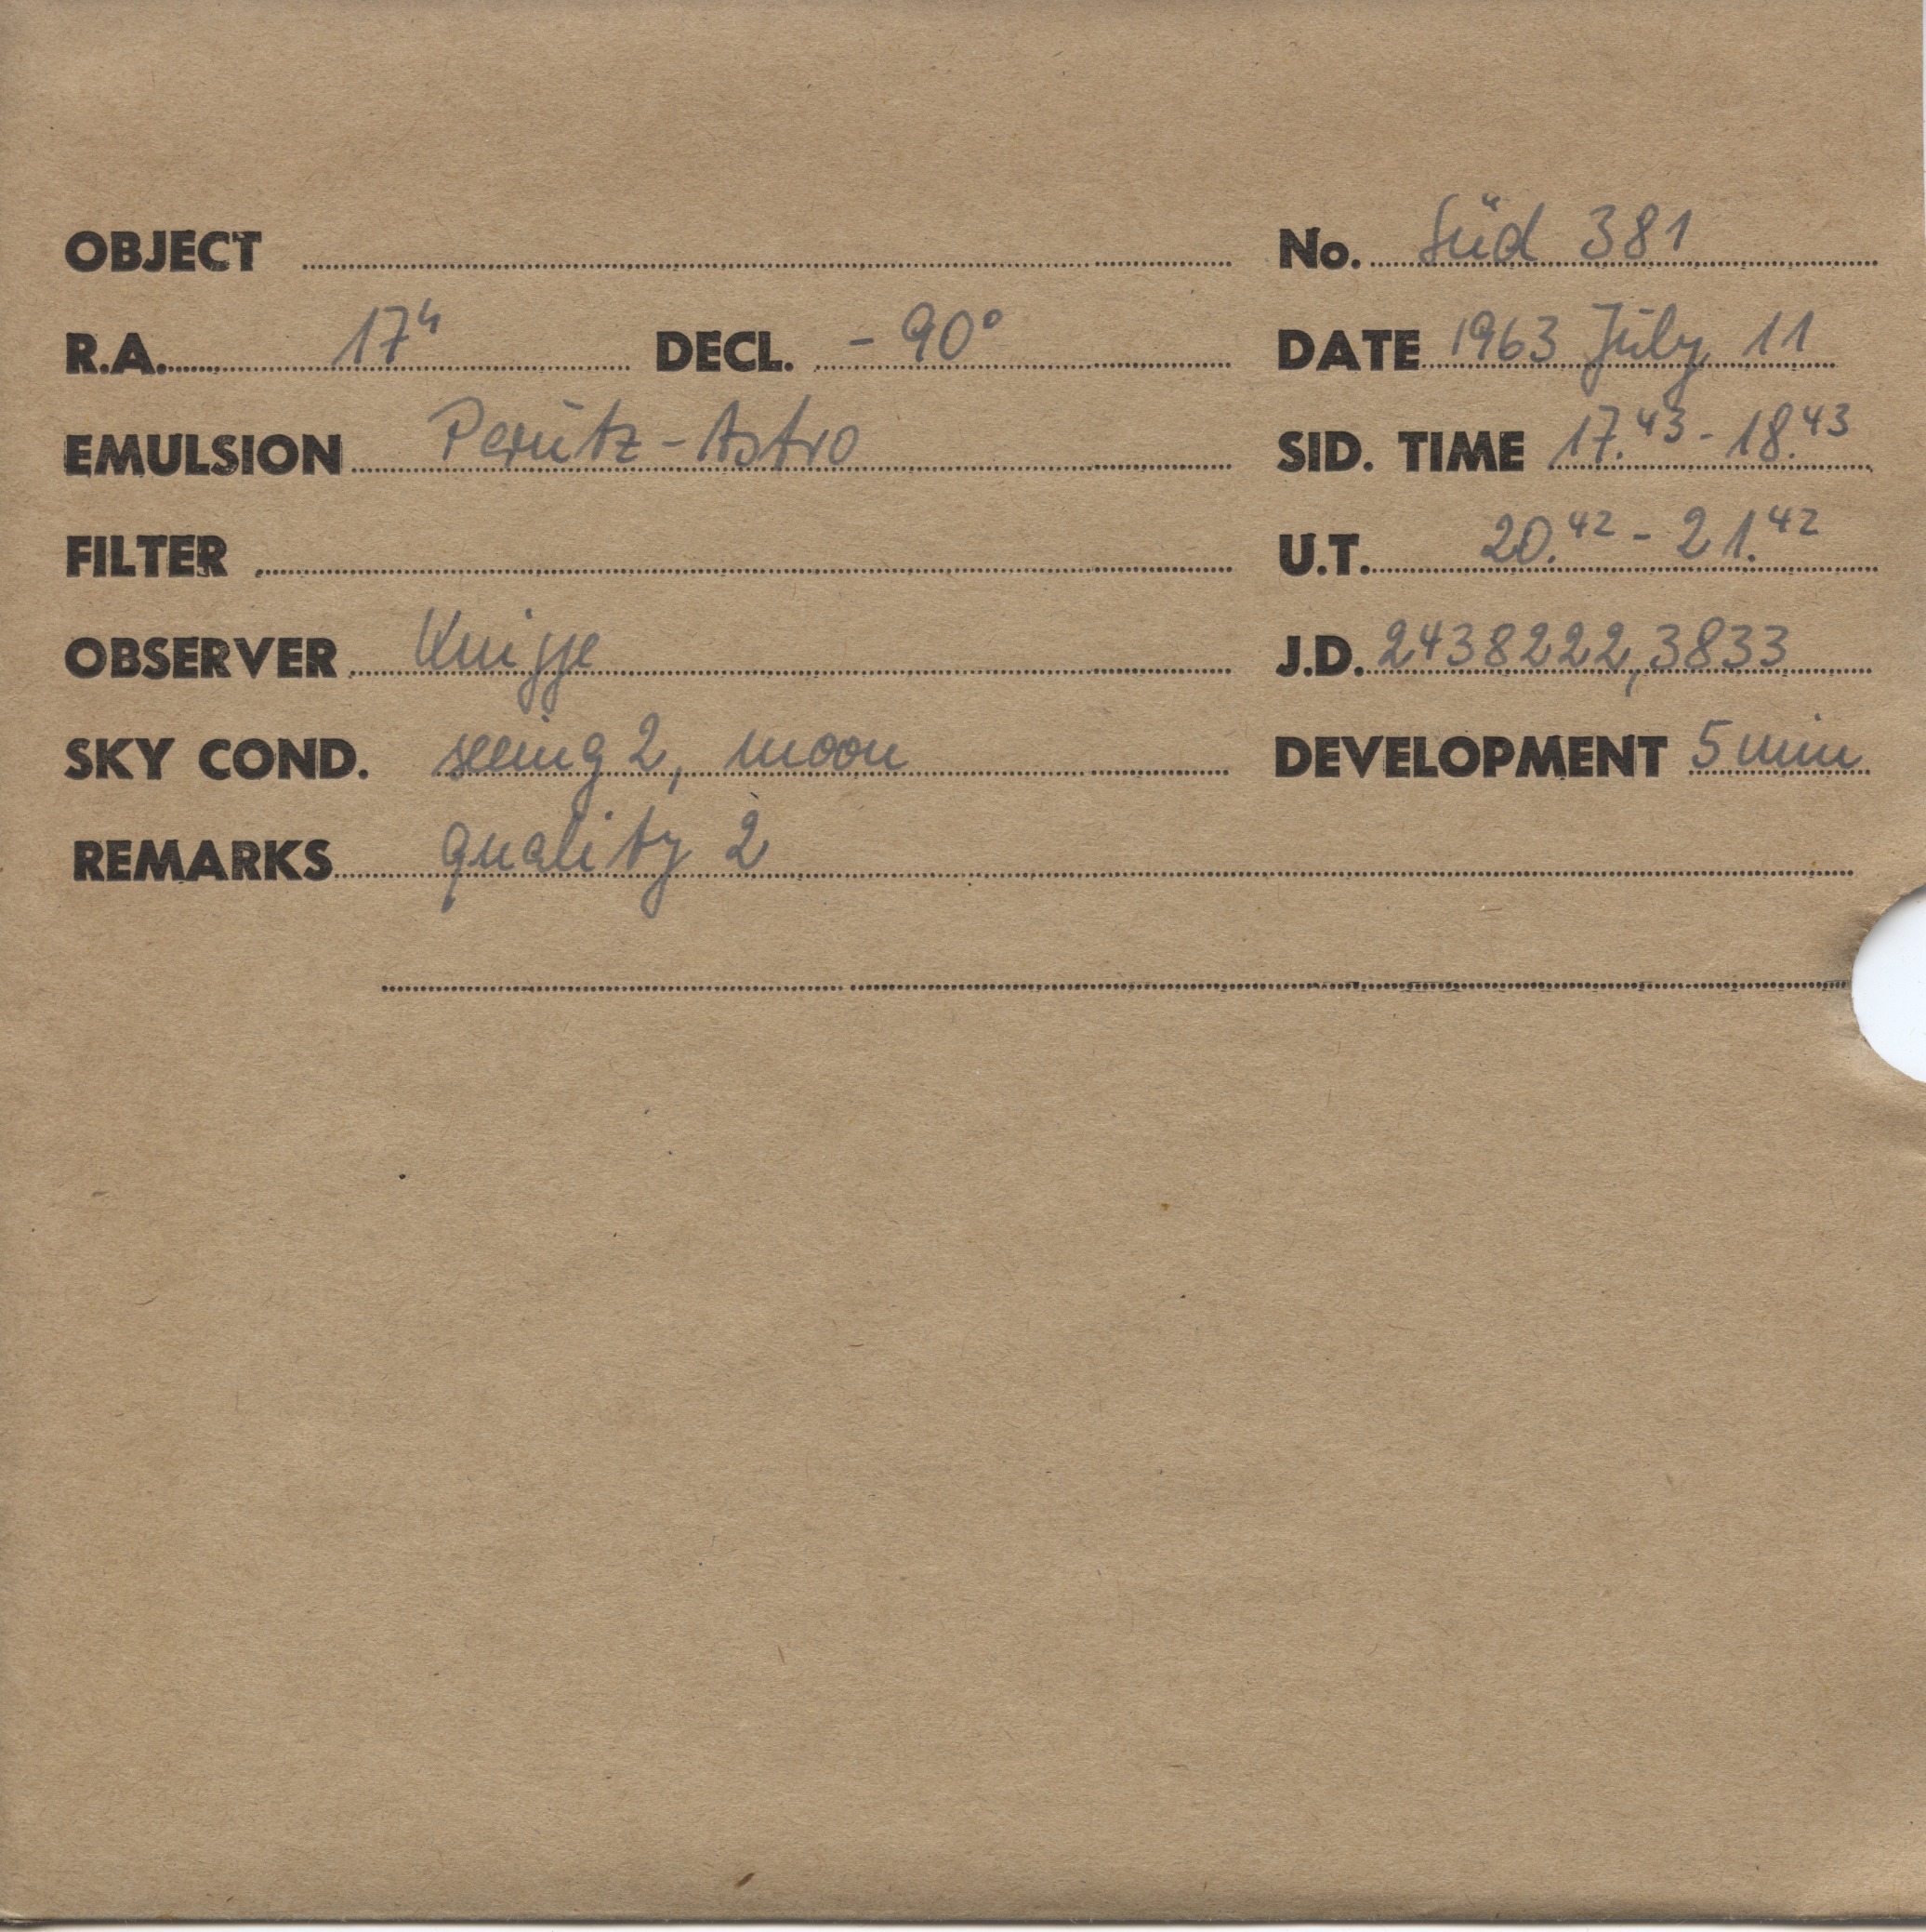 OBJECT No. Süd 381
R.A. 17h DECL. - 90° DATE 1963 July 11
EMULSION Perutz - Astro SID. TIME 17.43 - 18.43
FILTER U.T. 20.42 - 21.42
OBSERVER Knigge J.D. 2438222,3833
SKY COND. seeing 2, moon DEVELOPMENT 5 min
REMARKS quality 2